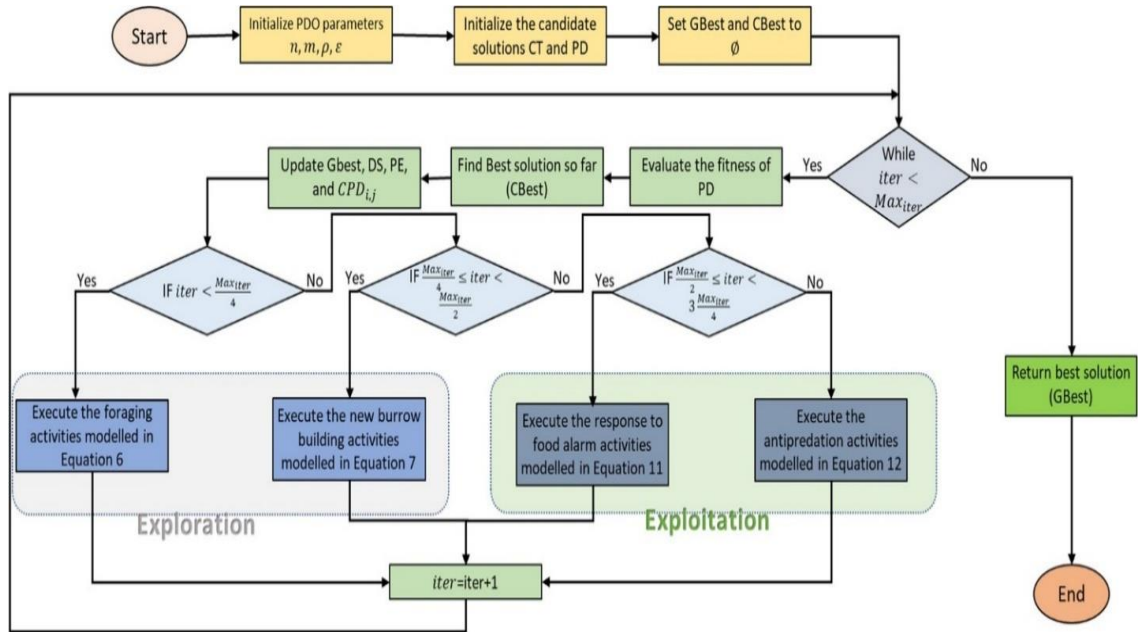 Start
Initialize PDO parameters
n, m, ρ, ε
Initialize the candidate
solutions CT and PD
Set GBest and CBest to
Ø
While
iter <
Max_iter
Yes
No
Evaluate the fitness of
PD
Find Best solution so far
(CBest)
Update Gbest, DS, PE,
and CPD_i,j
Yes
IF iter < Max_iter/4
No
Yes
IF Max_iter/4 ≤ iter <
Max_iter/2
No
Yes
IF Max_iter/2 ≤ iter <
3 Max_iter/4
No
Execute the foraging
activities modelled in
Equation 6
Execute the new burrow
building activities
modelled in Equation 7
Execute the response to
food alarm activities
modelled in Equation 11
Execute the
antipredation activities
modelled in Equation 12
Exploration
Exploitation
iter=iter+1
Return best solution
(GBest)
End